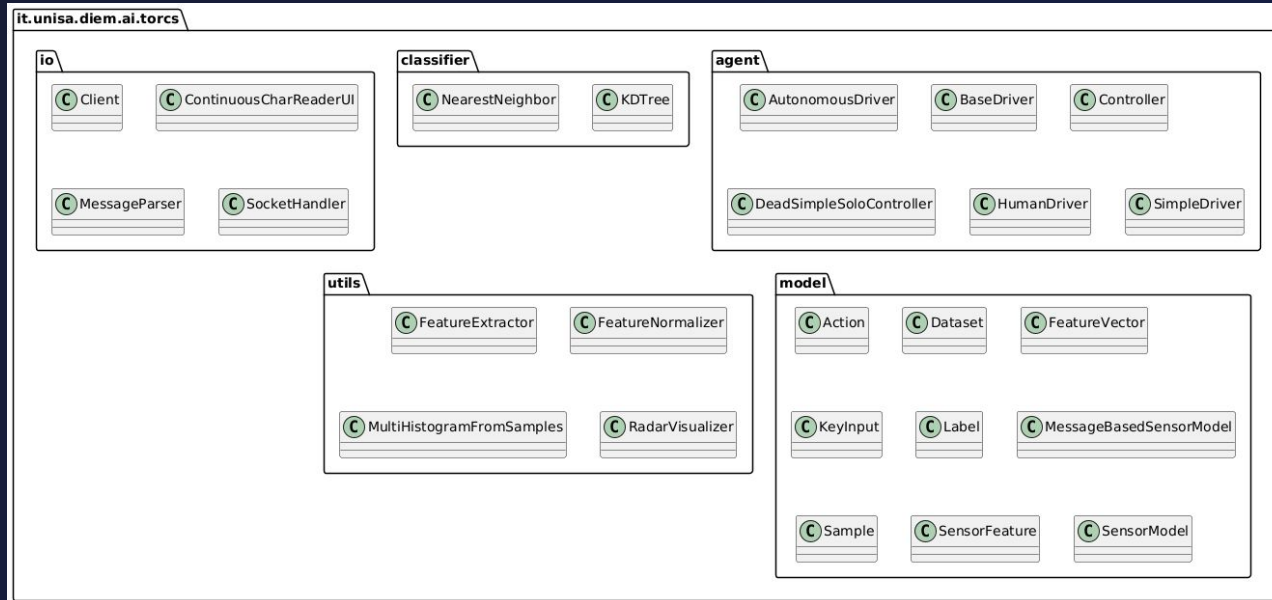 it.unisa.diem.ai.torcs
io
C Client
C ContinuousCharReaderUI
C MessageParser
C SocketHandler
classifier
C NearestNeighbor
C KDTree
agent
C AutonomousDriver
C BaseDriver
C Controller
C DeadSimpleSoloController
C HumanDriver
C SimpleDriver
utils
C FeatureExtractor
C FeatureNormalizer
C MultiHistogramFromSamples
C RadarVisualizer
model
C Action
C Dataset
C FeatureVector
C KeyInput
C Label
C MessageBasedSensorModel
C Sample
C SensorFeature
C SensorModel